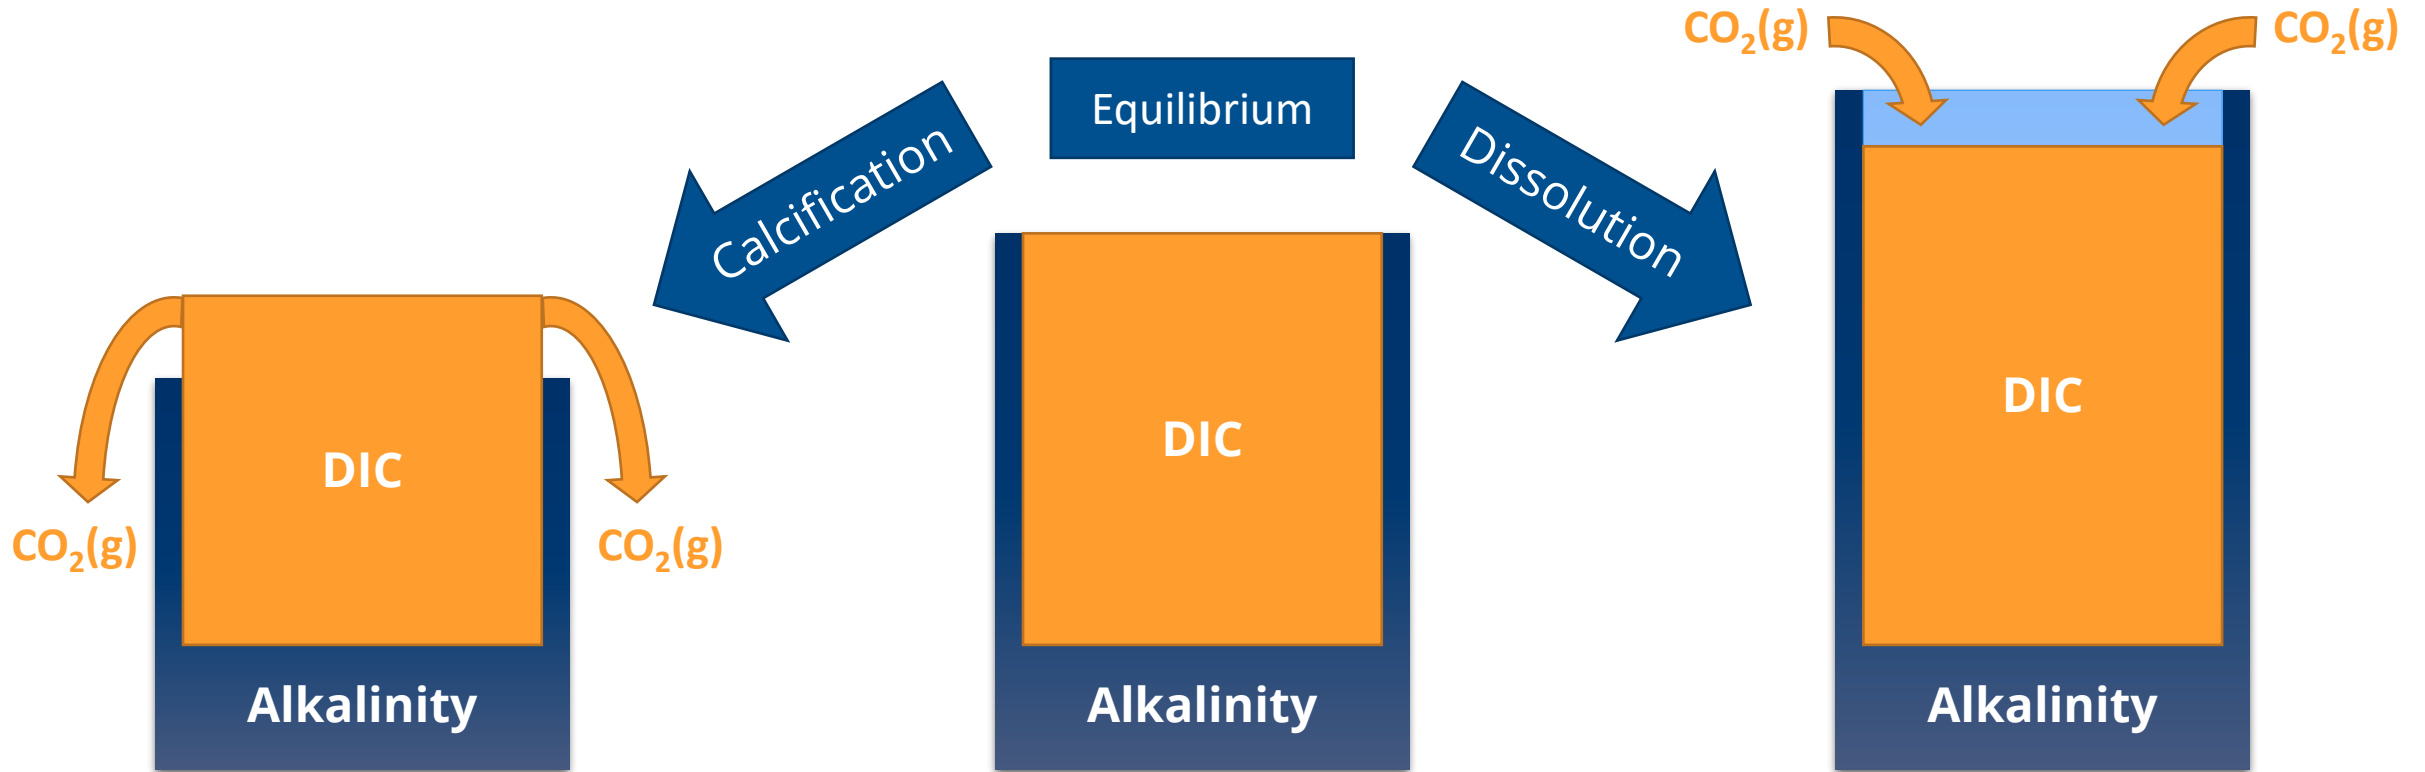 CO₂(g)
CO₂(g)
Equilibrium
Calcification
Dissolution
DIC
DIC
DIC
CO₂(g)
CO₂(g)
Alkalinity
Alkalinity
Alkalinity